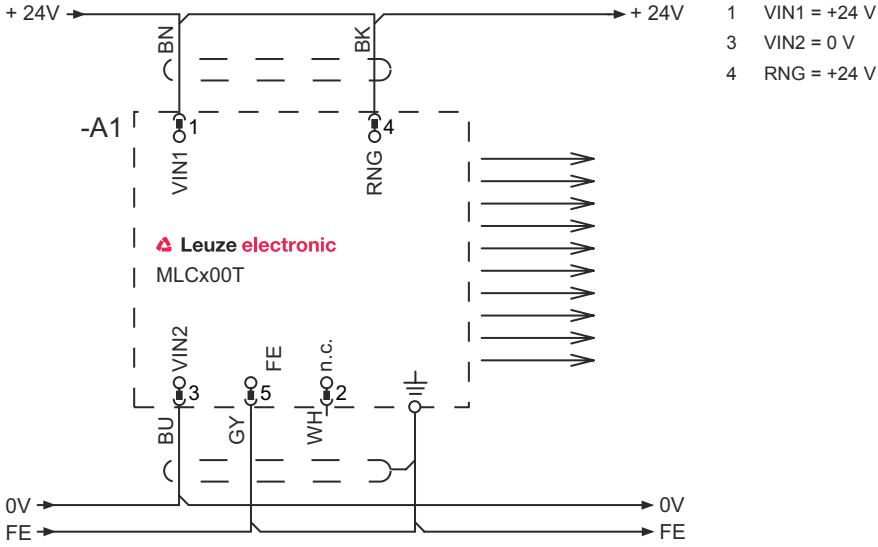 + 24V
BN
BK
+ 24V
1 VIN1 = +24 V
3 VIN2 = 0 V
4 RNG = +24 V
-A1
1
4
VIN1
RNG
Leuze electronic
MLCx00T
VIN2
FE
n.c.
3
5
2
BU
GY
WH
0V
0V
FE
FE